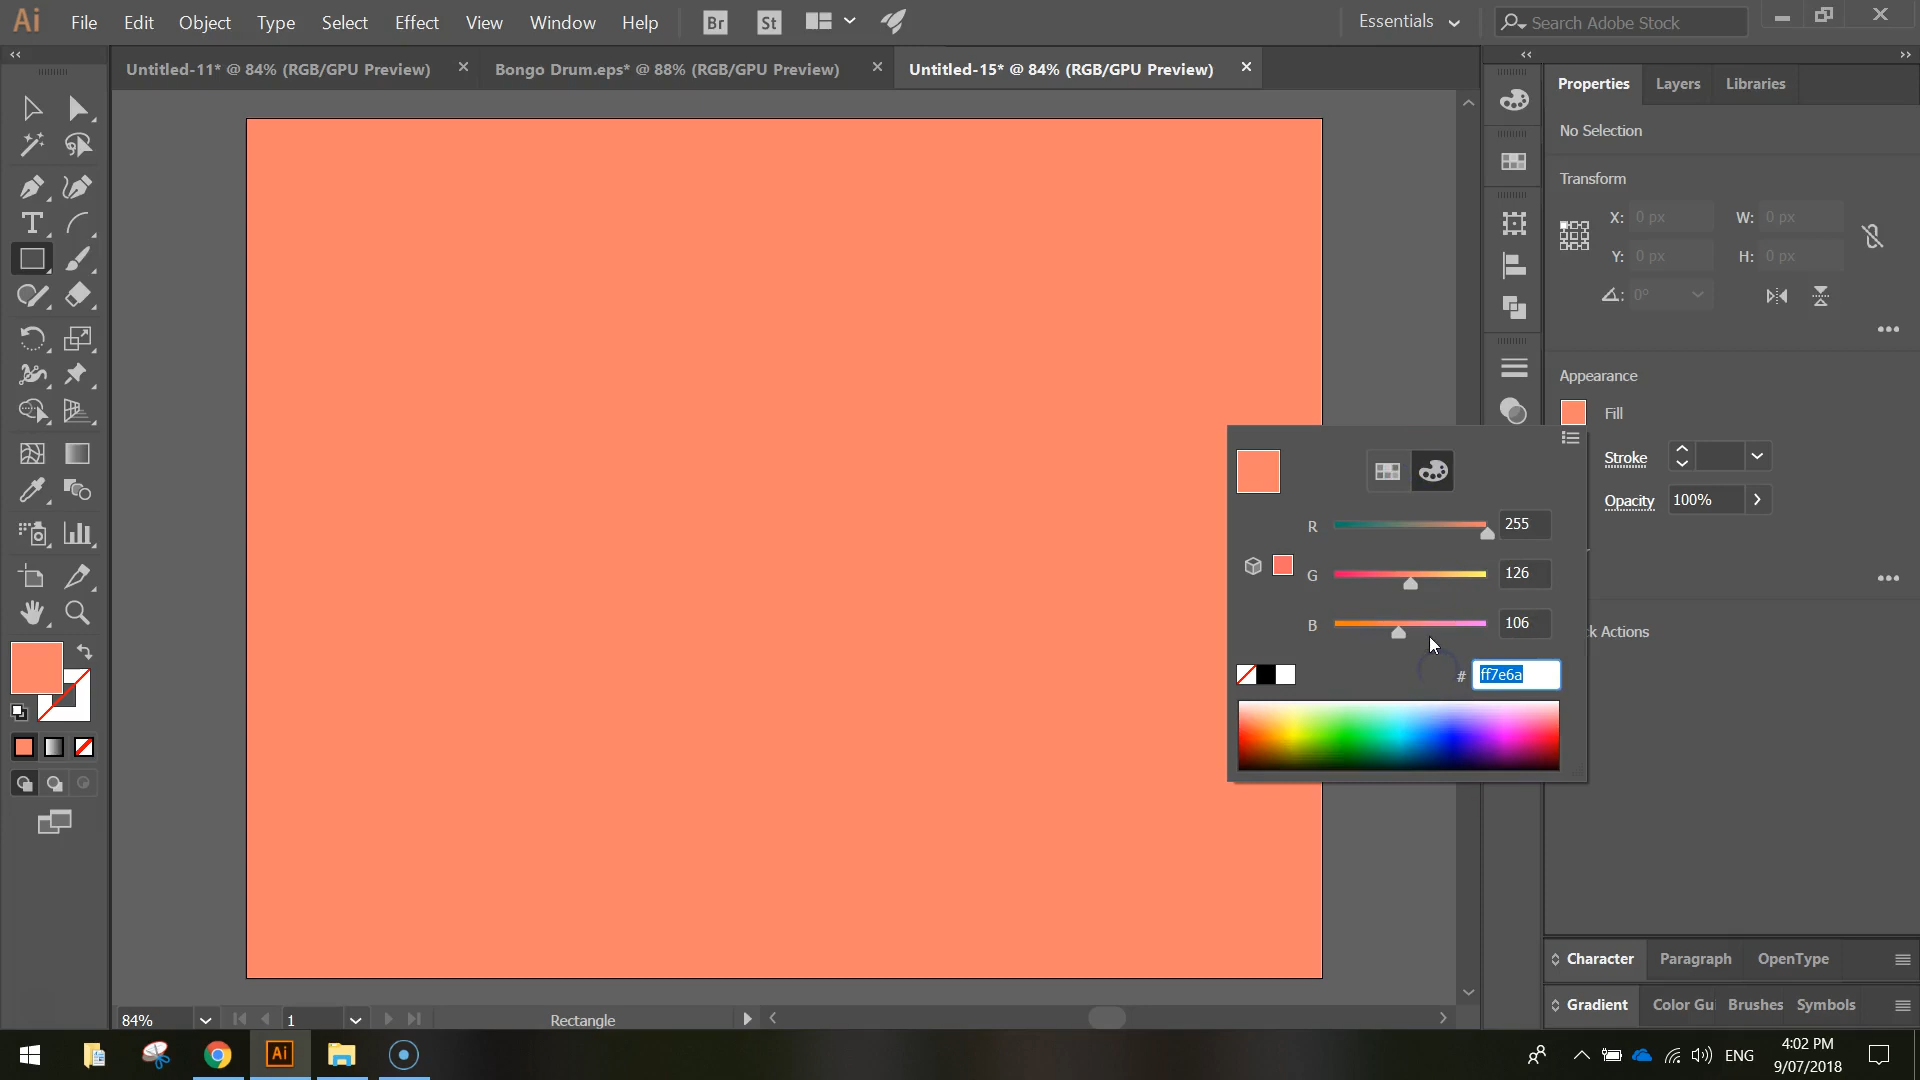 Ai File Edit Object Type Select Effect View Window Help Br St Essentials Search Adobe Stock
Untitled-11* @ 84% (RGB/GPU Preview) Bongo Drum.eps* @ 88% (RGB/GPU Preview) Untitled-15* @ 84% (RGB/GPU Preview)
Properties Layers Libraries
No Selection
Transform
X: 0 px W: 0 px
Y: 0 px H: 0 px
0°
Appearance
Fill
Stroke
Opacity 100%
R 255
G 126
B 106
k Actions
# ff7e6a
Character Paragraph OpenType
Gradient Color Gui Brushes Symbols
84% 1 Rectangle
Ai ENG
4:02 PM
9/07/2018